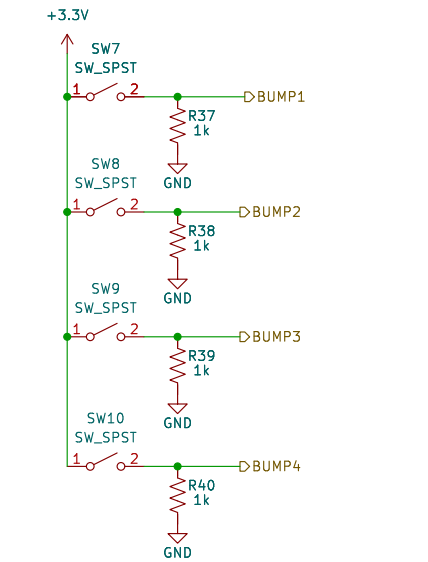 +3.3V
SW7
SW_SPST
1 2
BUMP1
R37
1k
GND
SW8
SW_SPST
1 2
BUMP2
R38
1k
GND
SW9
SW_SPST
1 2
BUMP3
R39
1k
GND
SW10
SW_SPST
1 2
BUMP4
R40
1k
GND